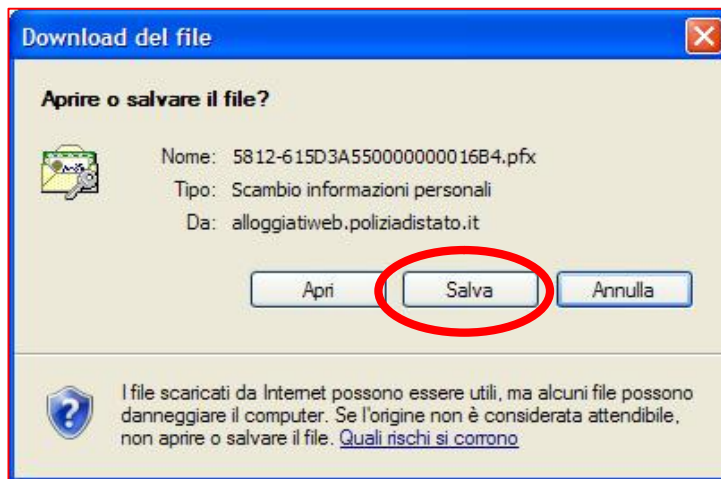 Download del file
Aprire o salvare il file?
Nome: 5812-615D3A550000000016B4.pfx
Tipo: Scambio informazioni personali
Da: alloggiatiweb.poliziadistato.it
Apri Salva Annulla
I file scaricati da Internet possono essere utili, ma alcuni file possono
danneggiare il computer. Se l'origine non è considerata attendibile,
non aprire o salvare il file. Quali rischi si corrono